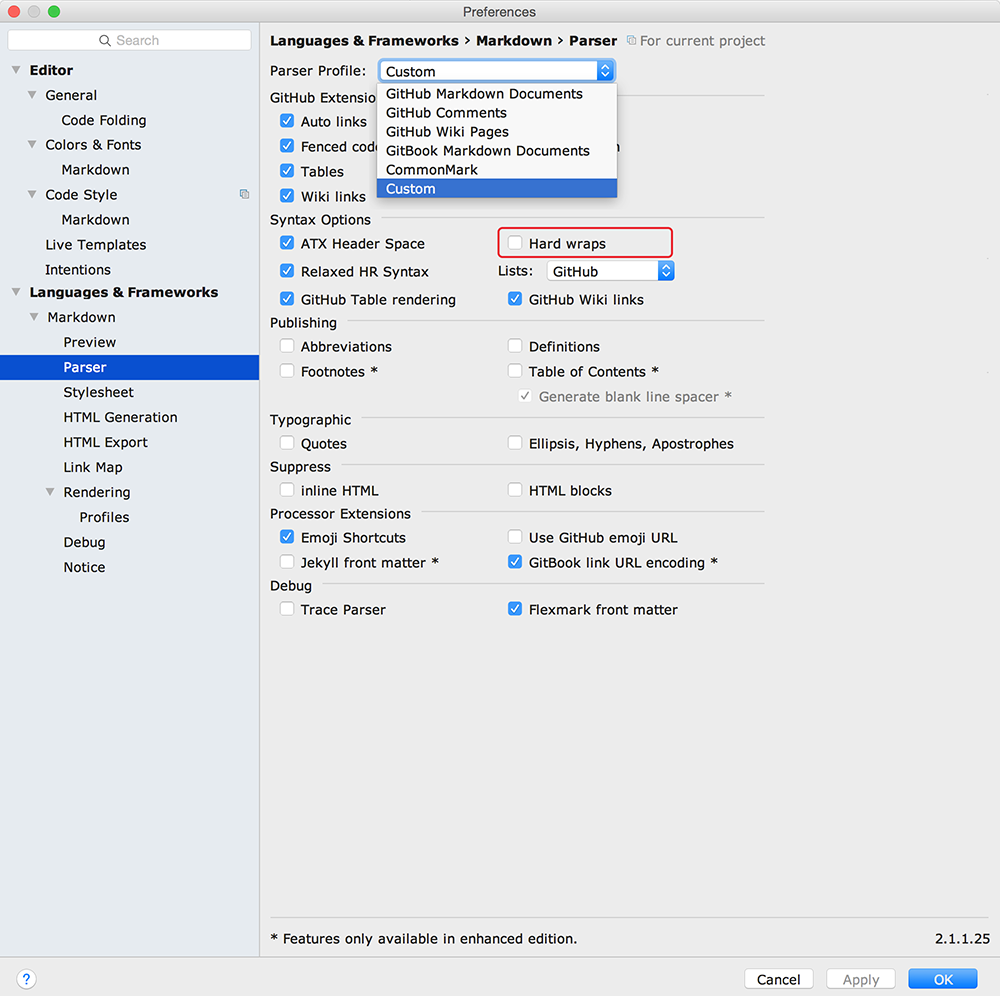 Preferences
Search
Editor
General
Code Folding
Colors & Fonts
Markdown
Code Style
Markdown
Live Templates
Intentions
Languages & Frameworks
Markdown
Preview
Parser
Stylesheet
HTML Generation
HTML Export
Link Map
Rendering
Profiles
Debug
Notice
Languages & Frameworks › Markdown › Parser For current project
Parser Profile: Custom
GitHub Markdown Documents
GitHub Comments
GitHub Wiki Pages
GitBook Markdown Documents
CommonMark
Custom
GitHub Extensio
Auto links
Fenced cod
Tables
Wiki links
Syntax Options
ATX Header Space Hard wraps
Relaxed HR Syntax Lists: GitHub
GitHub Table rendering GitHub Wiki links
Publishing
Abbreviations Definitions
Footnotes * Table of Contents *
Generate blank line spacer *
Typographic
Quotes Ellipsis, Hyphens, Apostrophes
Suppress
inline HTML HTML blocks
Processor Extensions
Emoji Shortcuts Use GitHub emoji URL
Jekyll front matter * GitBook link URL encoding *
Debug
Trace Parser Flexmark front matter
* Features only available in enhanced edition. 2.1.1.25
? Cancel Apply OK